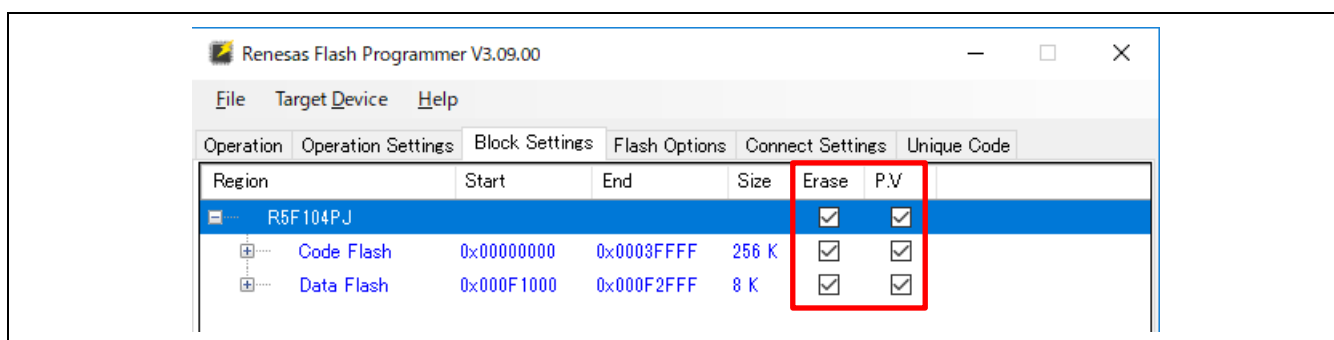 Renesas Flash Programmer V3.09.00
File Target Device Help
Operation Operation Settings Block Settings Flash Options Connect Settings Unique Code
Region Start End Size Erase P.V
R5F104PJ
Code Flash 0x00000000 0x0003FFFF 256 K
Data Flash 0x000F1000 0x000F2FFF 8 K